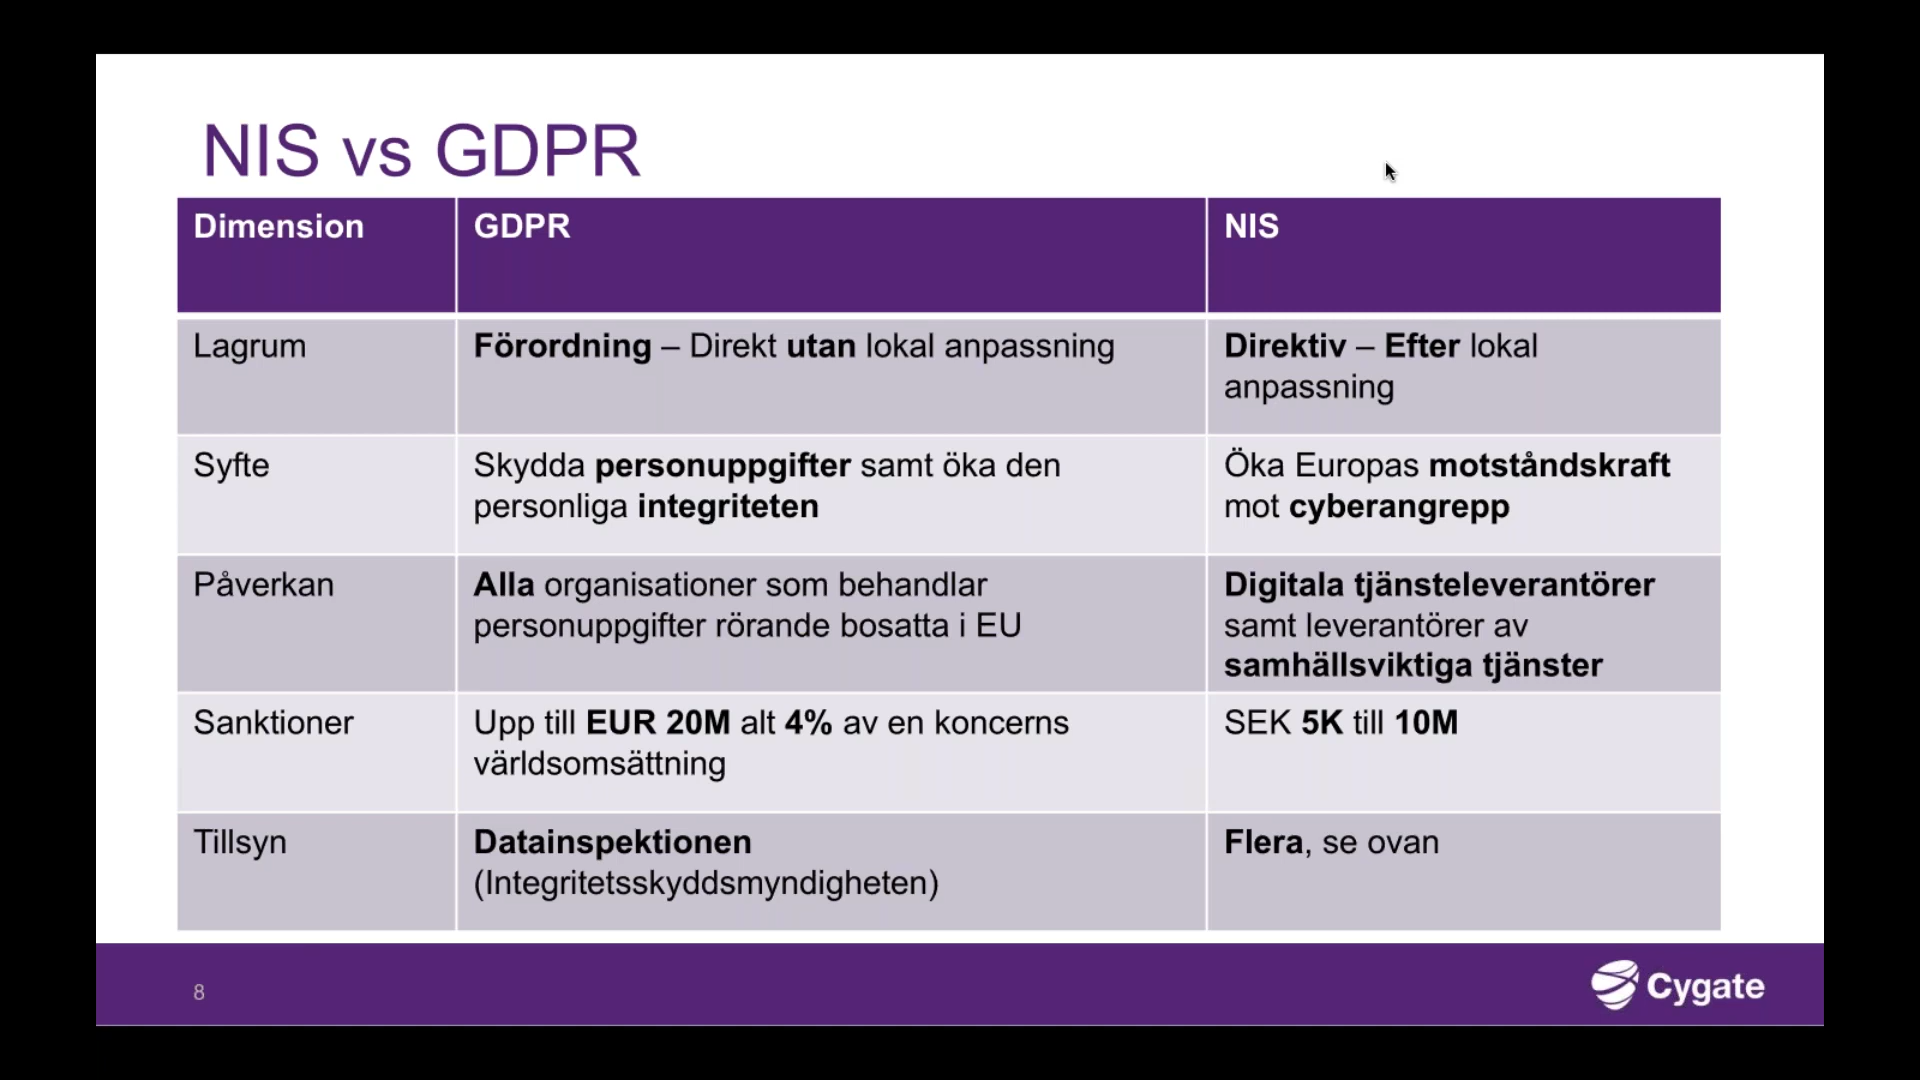 NIS vs GDPR
Dimension
GDPR
NIS
Lagrum
Förordning – Direkt utan lokal anpassning
Direktiv – Efter lokal
anpassning
Syfte
Skydda personuppgifter samt öka den
personliga integriteten
Öka Europas motståndskraft
mot cyberangrepp
Påverkan
Alla organisationer som behandlar
personuppgifter rörande bosatta i EU
Digitala tjänsteleverantörer
samt leverantörer av
samhällsviktiga tjänster
Sanktioner
Upp till EUR 20M alt 4% av en koncerns
världsomsättning
SEK 5K till 10M
Tillsyn
Datainspektionen
(Integritetsskyddsmyndigheten)
Flera, se ovan
8
Cygate